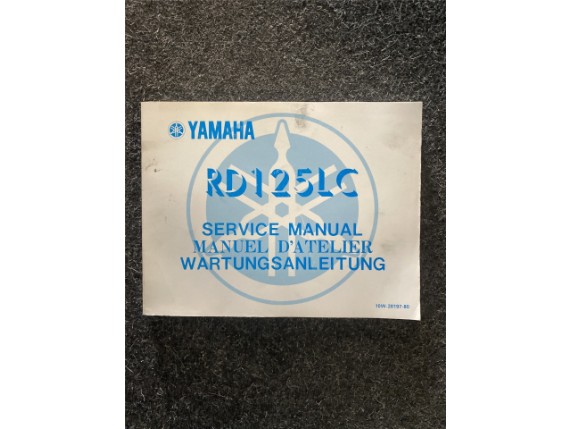 YAMAHA
RD125LC
SERVICE MANUAL
MANUEL D'ATELIER
WARTUNGSANLEITUNG